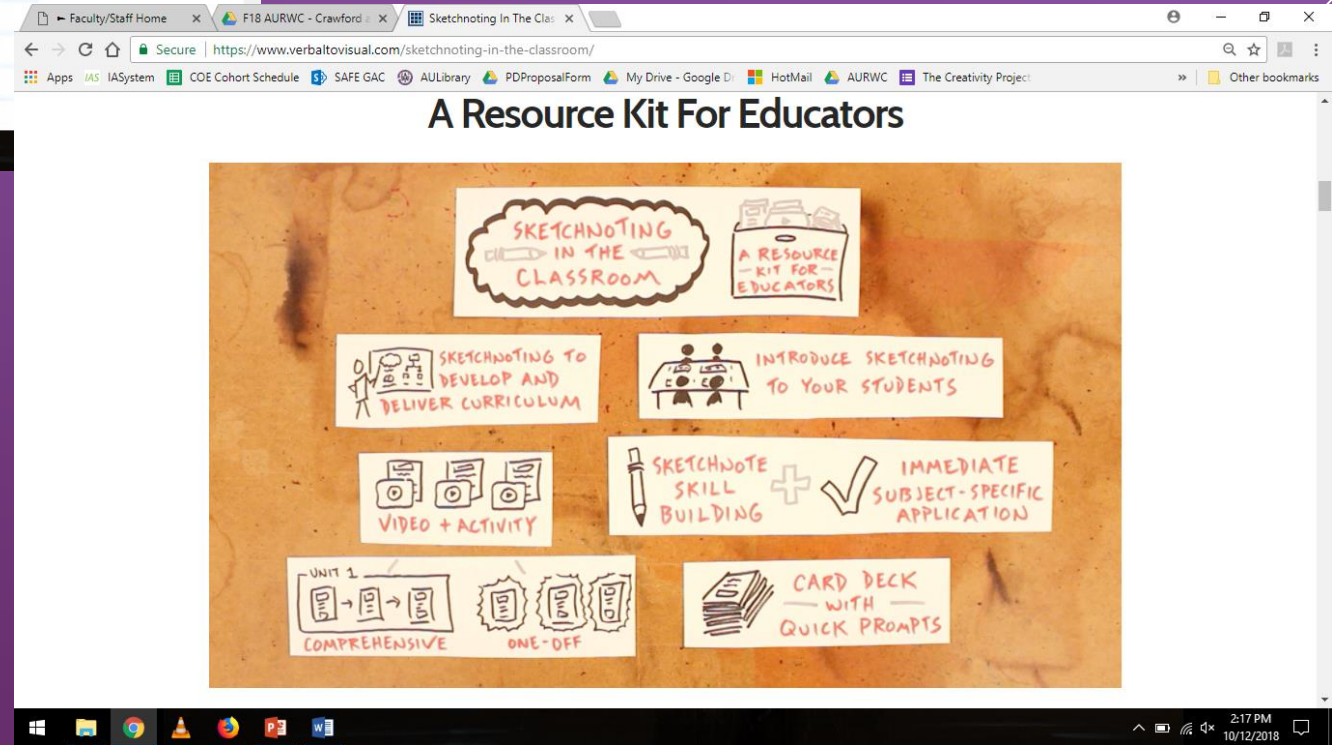 Faculty/Staff Home
F18 AURWC - Crawford a
Sketchnoting In The Clas
Secure | https://www.verbaltovisual.com/sketchnoting-in-the-classroom/
Apps IAS IASystem COE Cohort Schedule SAFE GAC AULibrary PDProposalForm My Drive - Google Dr HotMail AURWC The Creativity Project » Other bookmarks
A Resource Kit For Educators
SKETCHNOTING
IN THE
CLASSROOM
A RESOURCE
- KIT FOR -
EDUCATORS
SKETCHNOTING TO
DEVELOP AND
DELIVER CURRICULUM
INTRODUCE SKETCHNOTING
TO YOUR STUDENTS
VIDEO + ACTIVITY
SKETCHNOTE
SKILL
BUILDING
IMMEDIATE
SUBJECT-SPECIFIC
APPLICATION
UNIT 1
COMPREHENSIVE
ONE-OFF
CARD DECK
— WITH —
QUICK PROMPTS
2:17 PM
10/12/2018